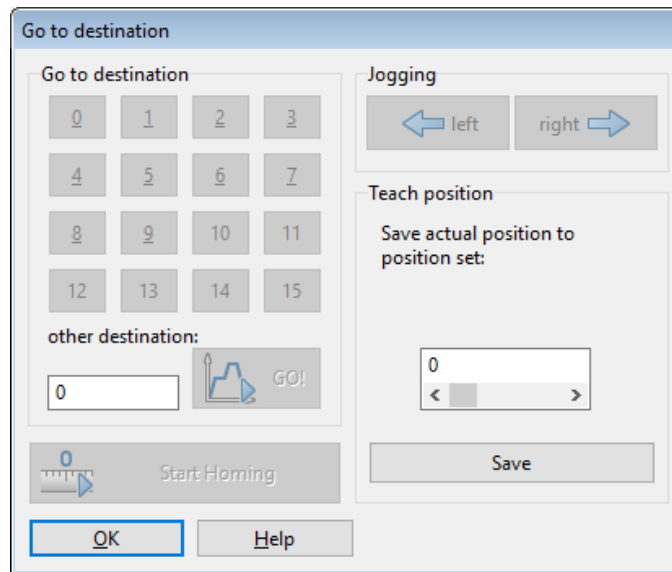 Go to destination
Go to destination
0 1 2 3
4 5 6 7
8 9 10 11
12 13 14 15
other destination:
0
GO!
0
Start Homing
OK
Help
Jogging
left
right
Teach position
Save actual position to
position set:
0
Save